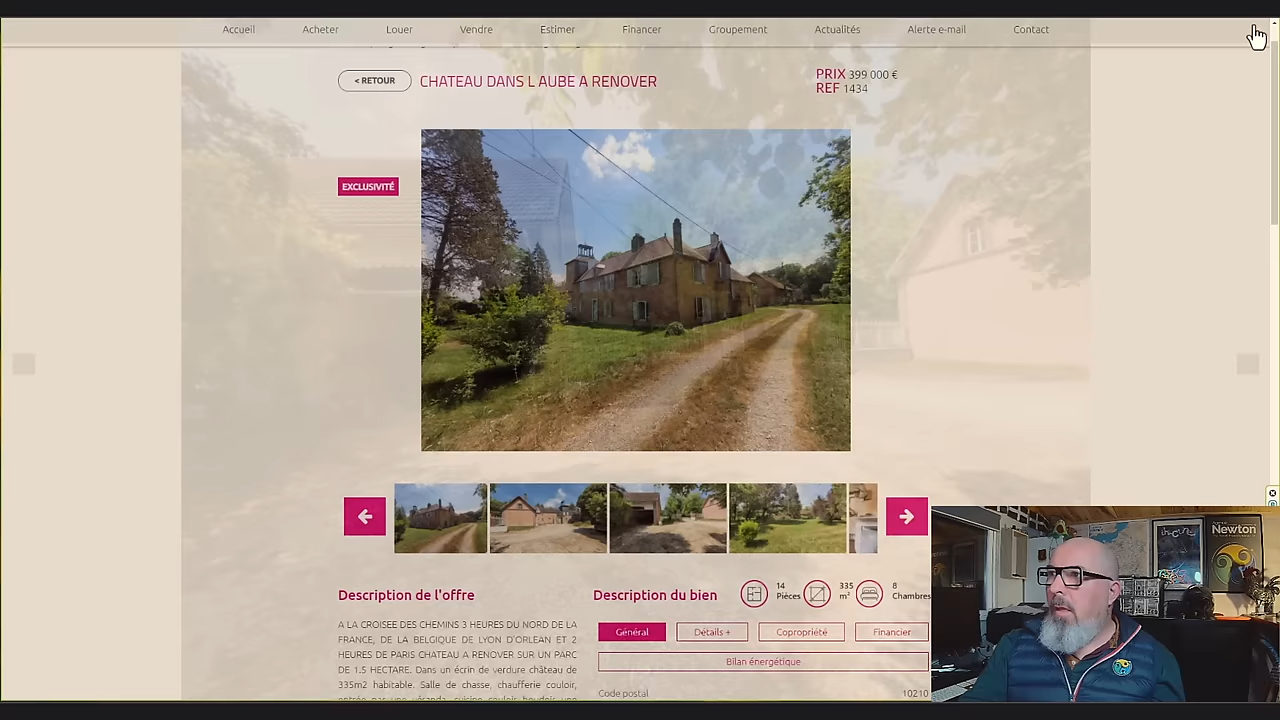 Accueil
Acheter
Louer
Vendre
Estimer
Financer
Groupement
Actualités
Alerte e-mail
Contact
< RETOUR
CHATEAU DANS L AUBE A RENOVER
PRIX 399 000 €
REF 1434
EXCLUSIVITÉ
Description de l'offre
A LA CROISEE DES CHEMINS 3 HEURES DU NORD DE LA
FRANCE, DE LA BELGIQUE DE LYON D'ORLEAN ET 2
HEURES DE PARIS CHATEAU A RENOVER SUR UN PARC
DE 1.5 HECTARE. Dans un écrin de verdure château de
335m2 habitable. Salle de chasse, chaufferie couloir,
Description du bien
14
Pièces
335
m²
8
Chambres
Général
Détails +
Copropriété
Financier
Bilan énergétique
Code postal
10210
Newton